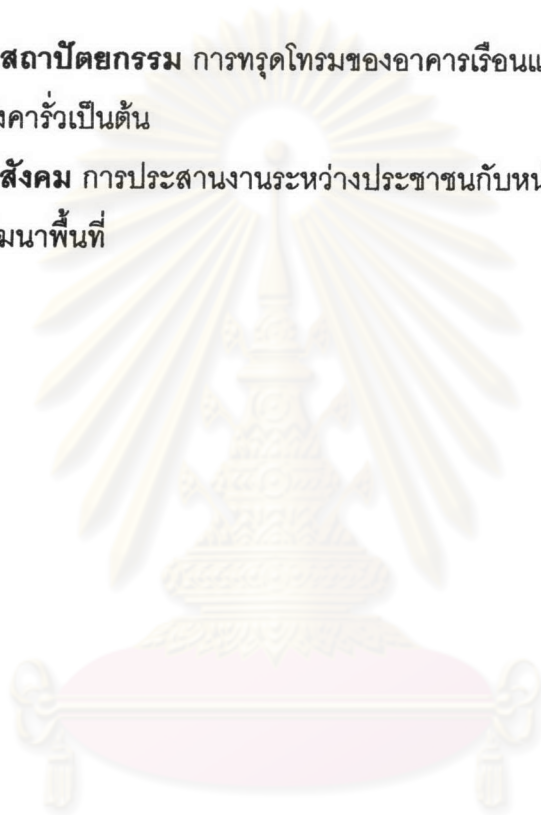 สถาปัตยกรรม การทรุดโทรมของอาคารเรือนแ
งคารั่วเป็นต้น
สังคม การประสานงานระหว่างประชาชนกับหน
ฒนาพื้นที่